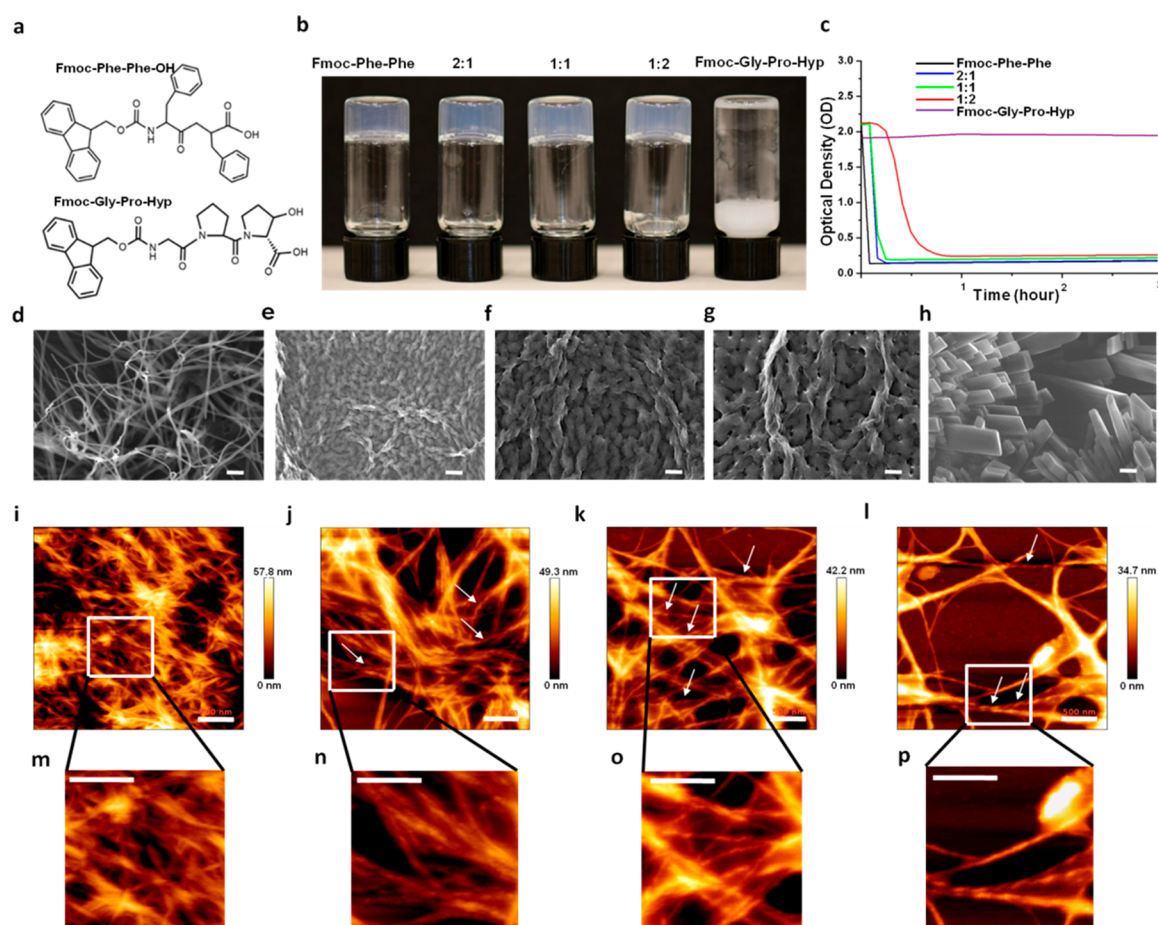 a
b
c
Fmoc-Phe-Phe-OH
O
O
N
H
O
O
OH
Fmoc-Gly-Pro-Hyp
O
O
N
H
O
N
O
N
OH
O
OH
Fmoc-Phe-Phe 2:1 1:1 1:2 Fmoc-Gly-Pro-Hyp
Optical Density (OD)
3.0
2.5
2.0
1.5
1.0
0.5
0.0
Fmoc-Phe-Phe
2:1
1:1
1:2
Fmoc-Gly-Pro-Hyp
1 2
Time (hour)
d e f g h
i j k l
57.8 nm
0 nm
49.3 nm
0 nm
42.2 nm
0 nm
34.7 nm
0 nm
500 nm
m n o p